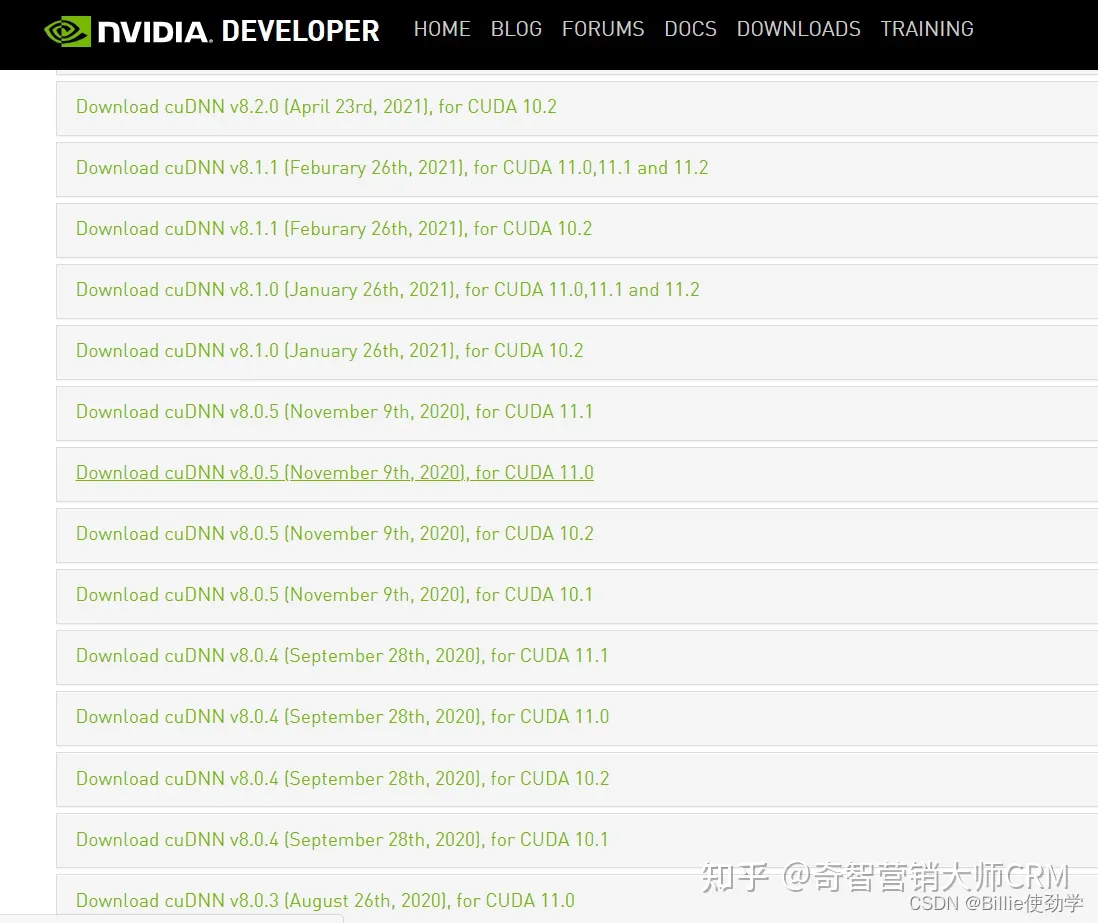 NVIDIA. DEVELOPER HOME BLOG FORUMS DOCS DOWNLOADS TRAINING
Download cuDNN v8.2.0 (April 23rd, 2021), for CUDA 10.2
Download cuDNN v8.1.1 (Feburary 26th, 2021), for CUDA 11.0,11.1 and 11.2
Download cuDNN v8.1.1 (Feburary 26th, 2021), for CUDA 10.2
Download cuDNN v8.1.0 (January 26th, 2021), for CUDA 11.0,11.1 and 11.2
Download cuDNN v8.1.0 (January 26th, 2021), for CUDA 10.2
Download cuDNN v8.0.5 (November 9th, 2020), for CUDA 11.1
Download cuDNN v8.0.5 (November 9th, 2020), for CUDA 11.0
Download cuDNN v8.0.5 (November 9th, 2020), for CUDA 10.2
Download cuDNN v8.0.5 (November 9th, 2020), for CUDA 10.1
Download cuDNN v8.0.4 (September 28th, 2020), for CUDA 11.1
Download cuDNN v8.0.4 (September 28th, 2020), for CUDA 11.0
Download cuDNN v8.0.4 (September 28th, 2020), for CUDA 10.2
Download cuDNN v8.0.4 (September 28th, 2020), for CUDA 10.1
Download cuDNN v8.0.3 (August 26th, 2020), for CUDA 11.0
知乎 @奇智营销大师CRM
CSDN @Billie使劲学